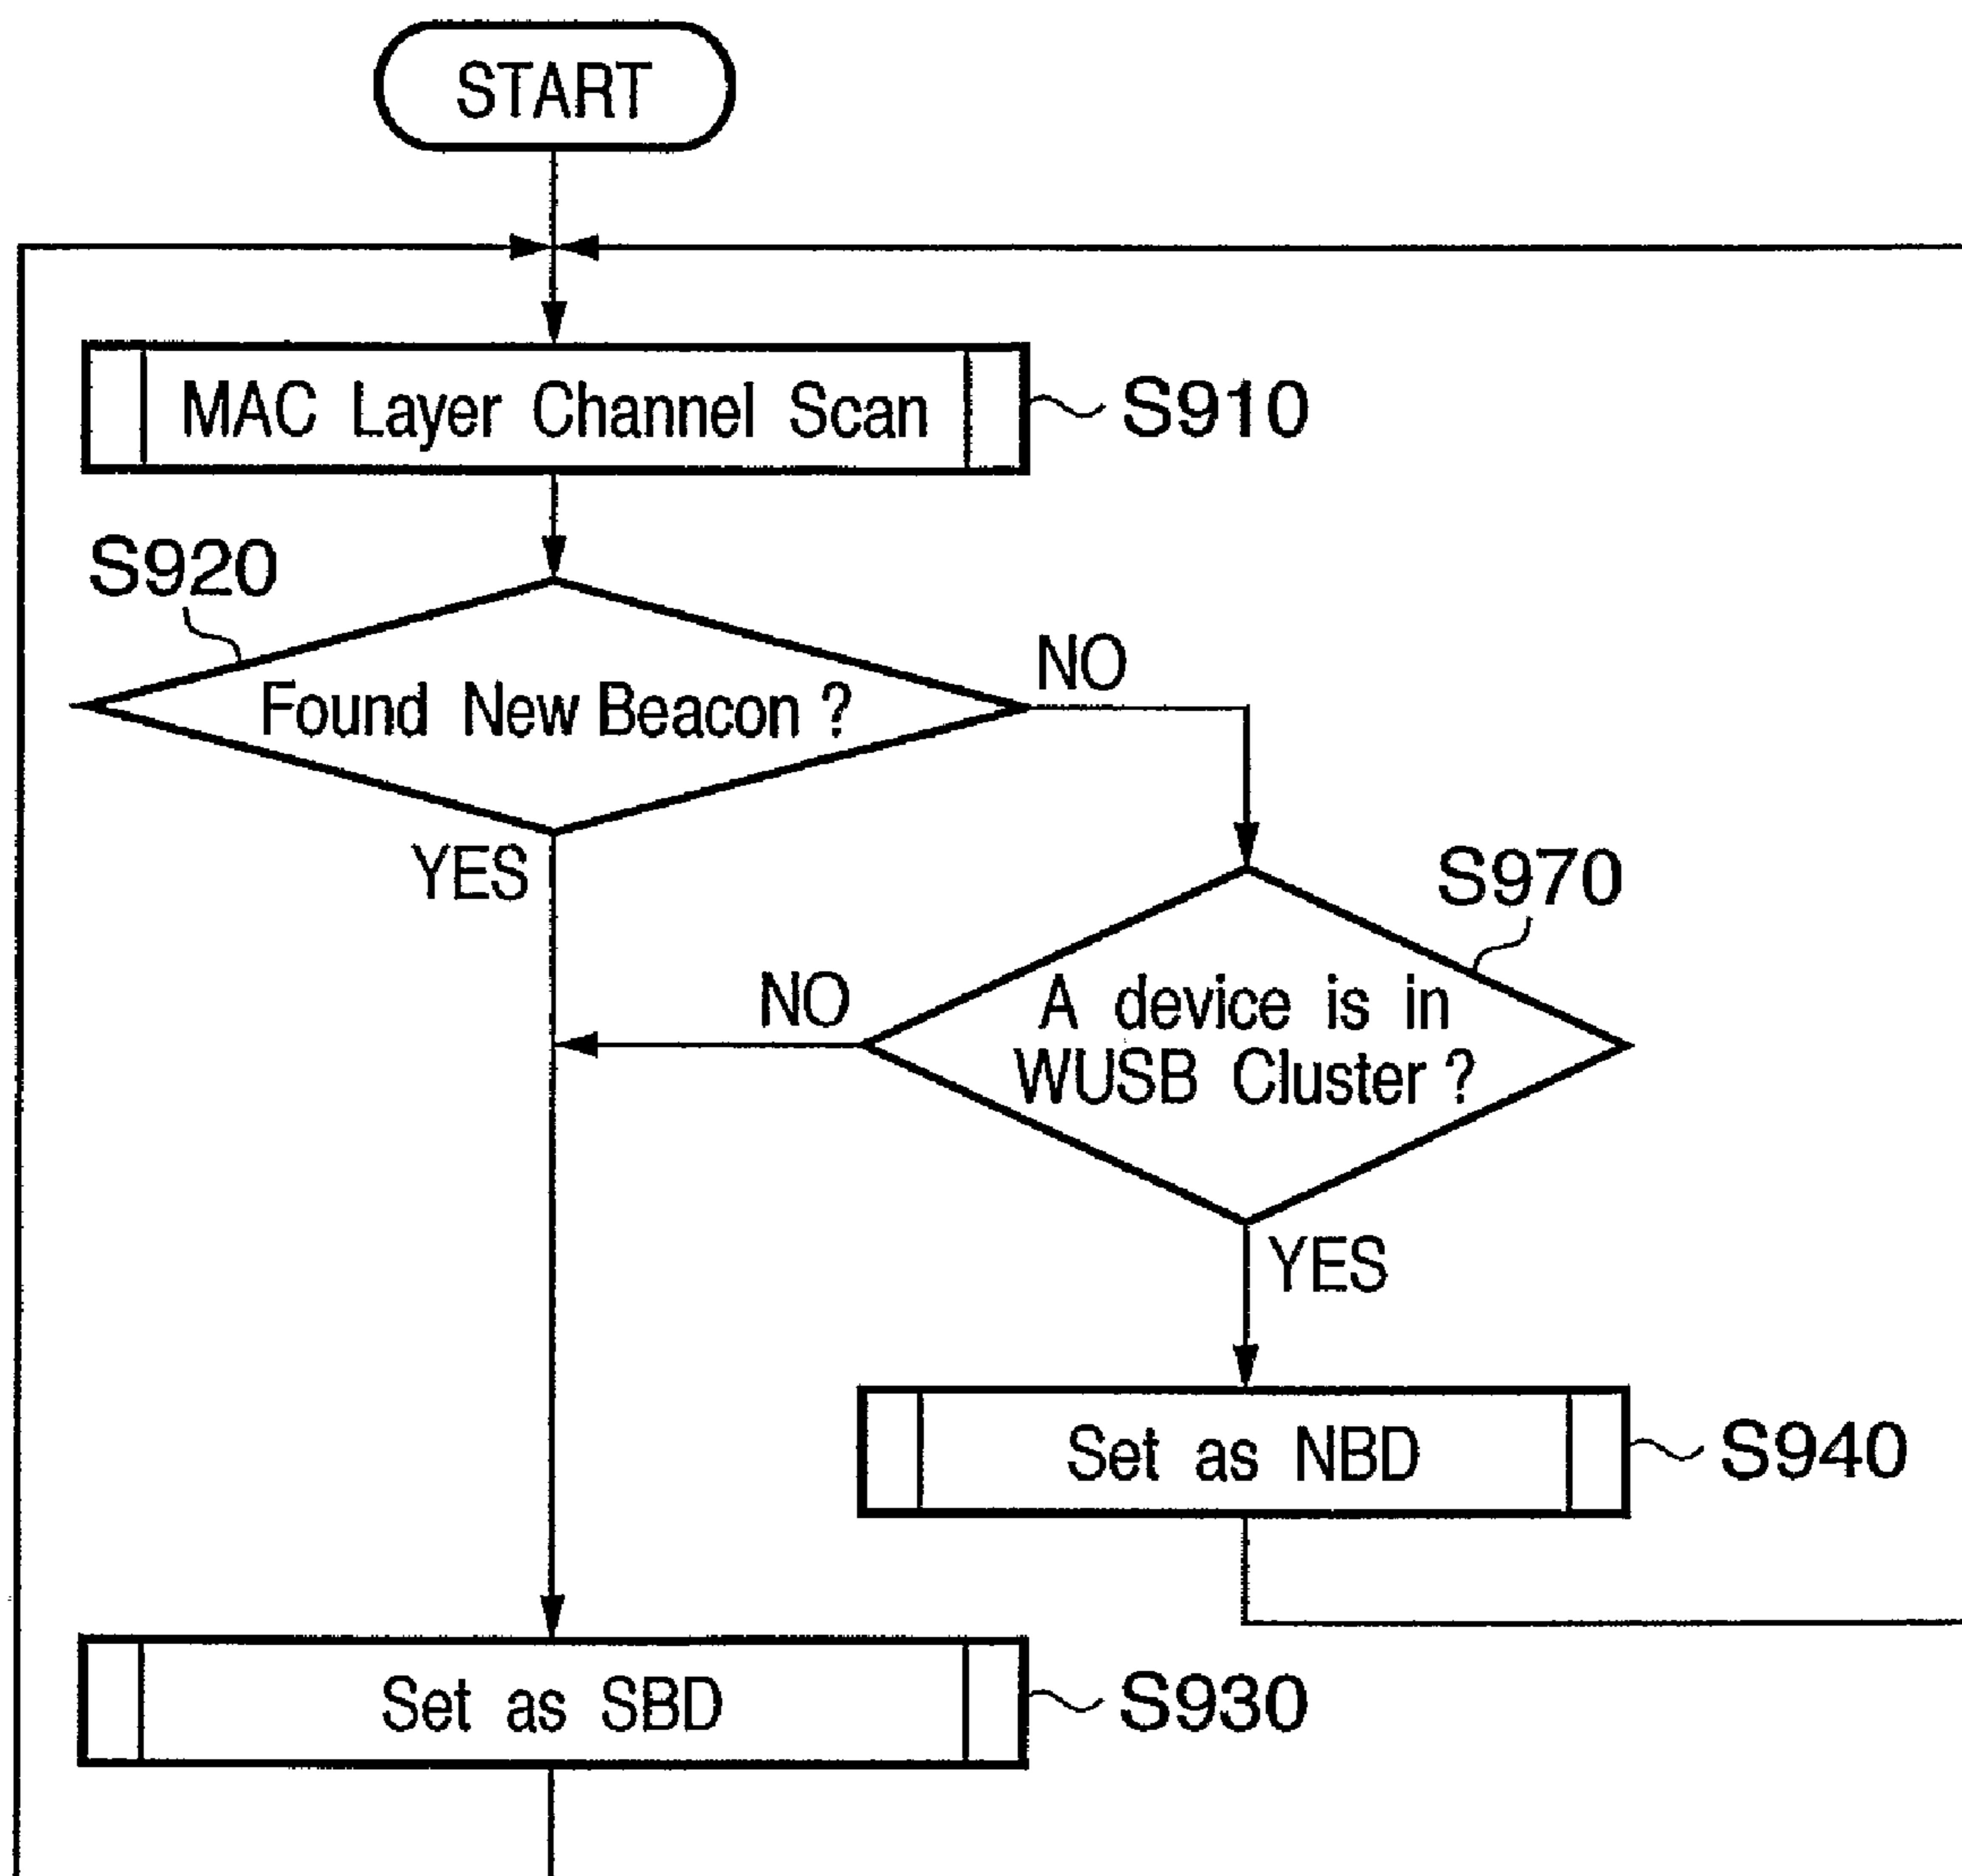 START
MAC Layer Channel Scan
S910
S920
Found New Beacon ?
NO
YES
S970
NO
A device is in
WUSB Cluster ?
YES
Set as NBD
S940
Set as SBD
S930